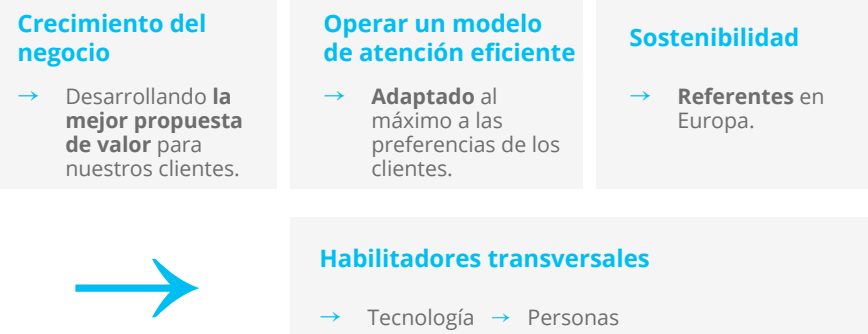 Crecimiento del
negocio
→ Desarrollando la
mejor propuesta
de valor para
nuestros clientes.
Operar un modelo
de atención eficiente
→ Adaptado al
máximo a las
preferencias de los
clientes.
Sostenibilidad
→ Referentes en
Europa.
Habilitadores transversales
→ Tecnología → Personas